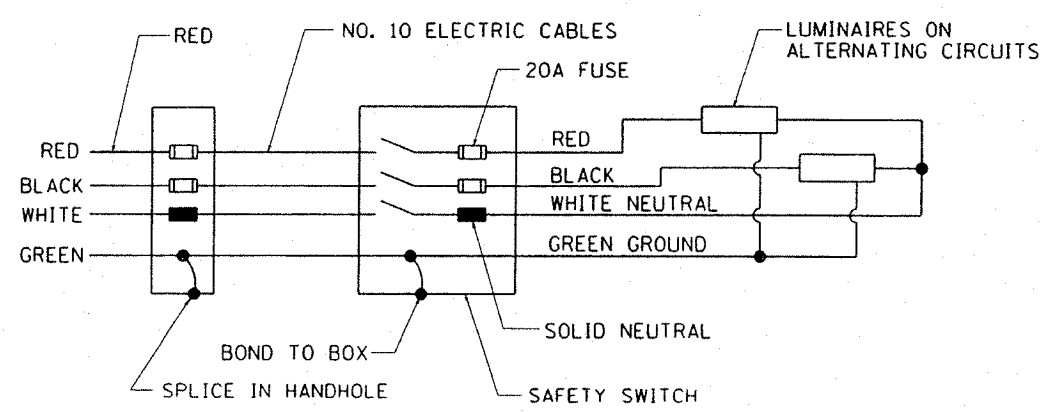 RED
NO. 10 ELECTRIC CABLES
LUMINAIRES ON
ALTERNATING CIRCUITS
20A FUSE
RED
RED
BLACK
BLACK
WHITE
WHITE NEUTRAL
GREEN
GREEN GROUND
SOLID NEUTRAL
BOND TO BOX
SPLICE IN HANDHOLE
SAFETY SWITCH